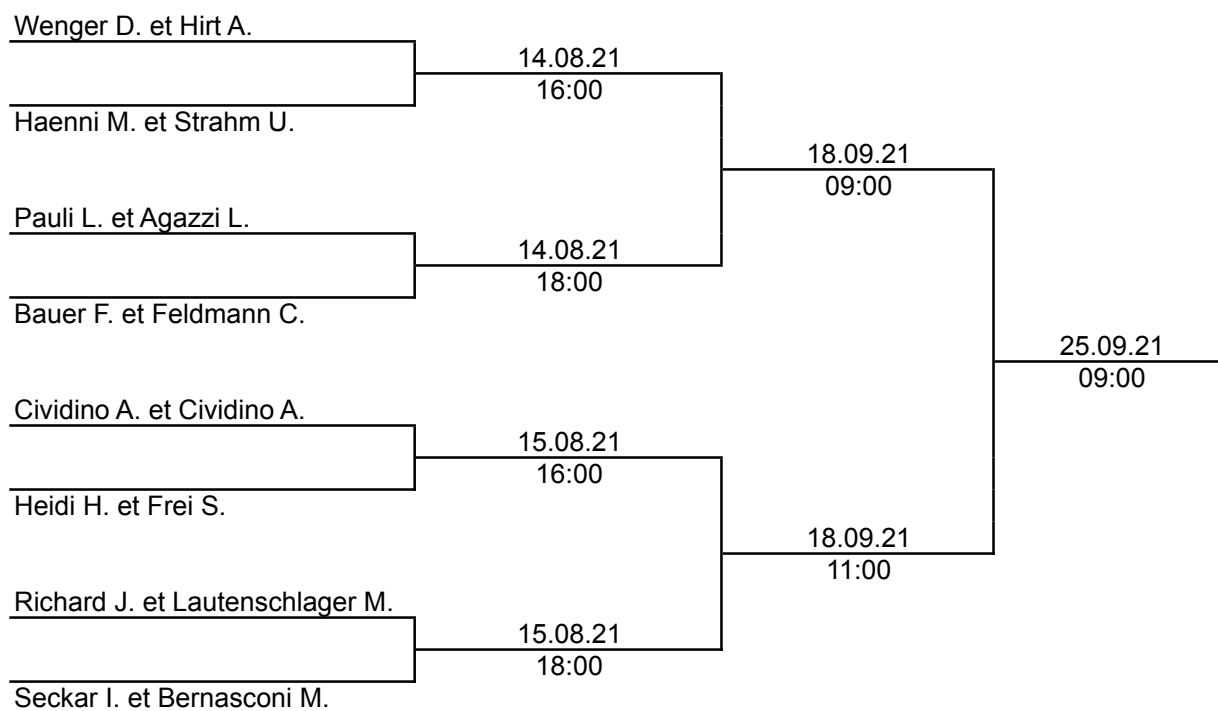 Wenger D. et Hirt A.
14.08.21
16:00
Haenni M. et Strahm U.
18.09.21
09:00
Pauli L. et Agazzi L.
14.08.21
18:00
Bauer F. et Feldmann C.
25.09.21
09:00
Cividino A. et Cividino A.
15.08.21
16:00
Heidi H. et Frei S.
18.09.21
11:00
Richard J. et Lautenschlager M.
15.08.21
18:00
Seckar I. et Bernasconi M.